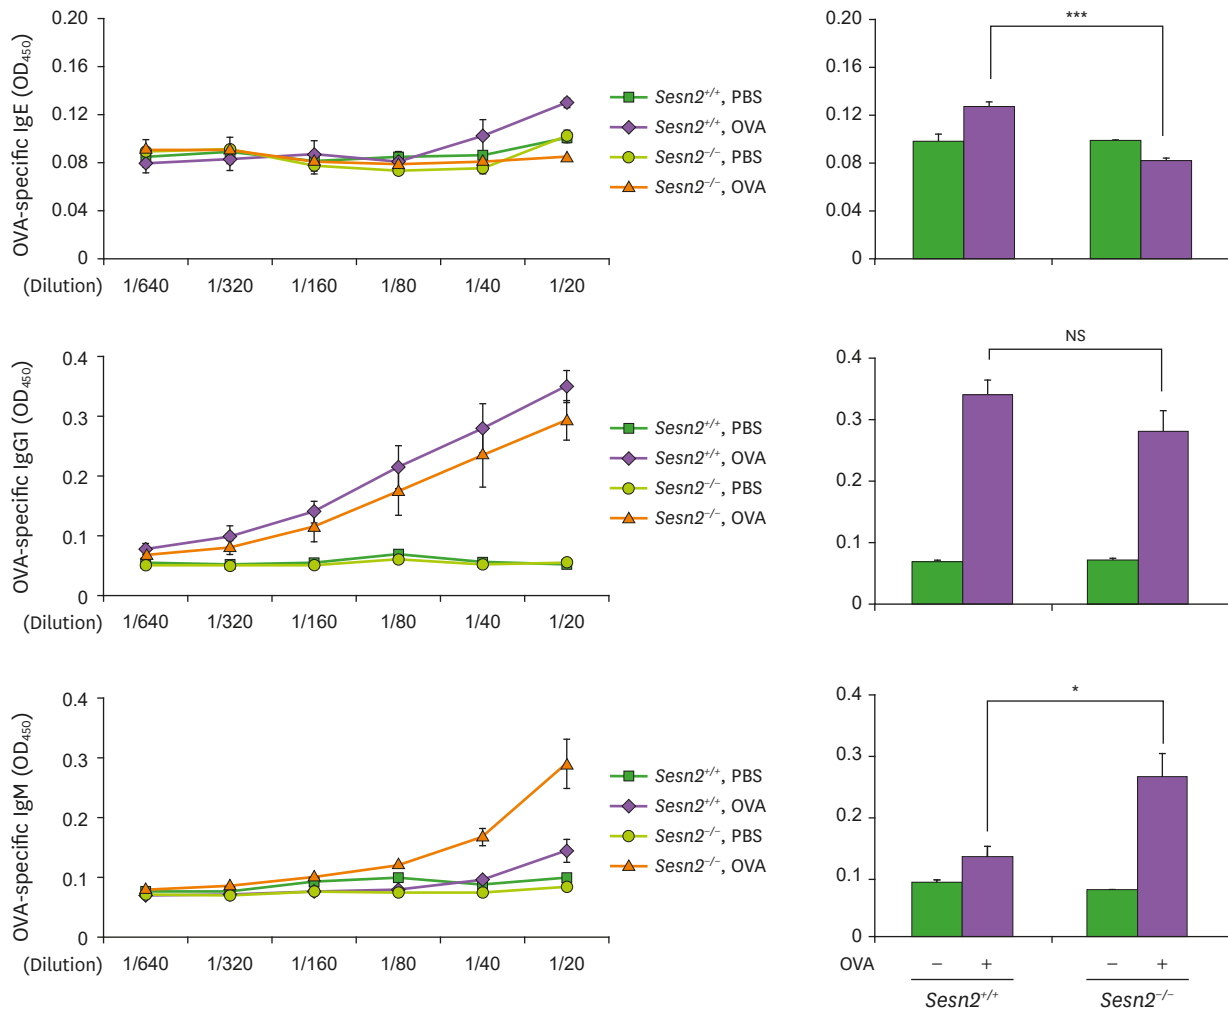 OVA-specific IgE (OD₄₅₀)
0.20
0.16
0.12
0.08
0.04
0
(Dilution) 1/640 1/320 1/160 1/80 1/40 1/20
Sesn2⁺/⁺, PBS
Sesn2⁺/⁺, OVA
Sesn2⁻/⁻, PBS
Sesn2⁻/⁻, OVA
0.20
0.16
0.12
0.08
0.04
0
***
OVA-specific IgG1 (OD₄₅₀)
0.4
0.3
0.2
0.1
0
(Dilution) 1/640 1/320 1/160 1/80 1/40 1/20
Sesn2⁺/⁺, PBS
Sesn2⁺/⁺, OVA
Sesn2⁻/⁻, PBS
Sesn2⁻/⁻, OVA
0.4
0.3
0.2
0.1
0
NS
OVA-specific IgM (OD₄₅₀)
0.4
0.3
0.2
0.1
0
(Dilution) 1/640 1/320 1/160 1/80 1/40 1/20
Sesn2⁺/⁺, PBS
Sesn2⁺/⁺, OVA
Sesn2⁻/⁻, PBS
Sesn2⁻/⁻, OVA
0.4
0.3
0.2
0.1
0
*
OVA − + − +
Sesn2⁺/⁺ Sesn2⁻/⁻